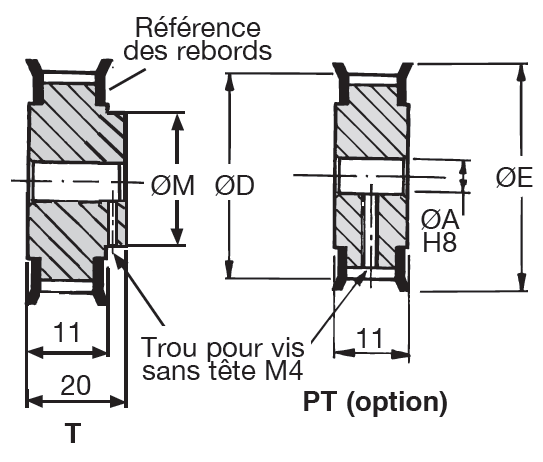 Référence
des rebords
ØM
ØD
ØE
ØA
H8
11
20
Trou pour vis
sans tête M4
11
T
PT (option)